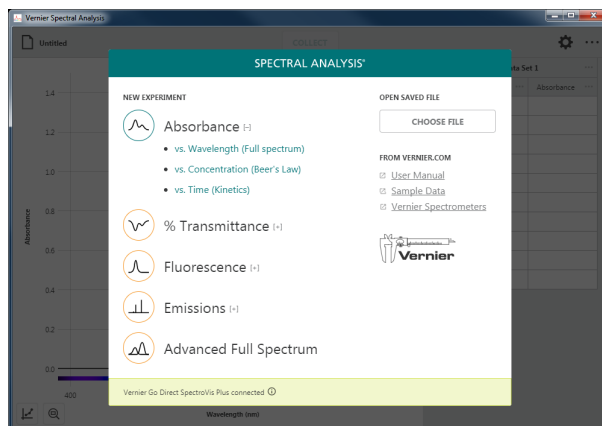 Vernier Spectral Analysis
Untitled
COLLECT
SPECTRAL ANALYSIS®
NEW EXPERIMENT
Absorbance [-]
vs. Wavelength (Full spectrum)
vs. Concentration (Beer's Law)
vs. Time (Kinetics)
% Transmittance [+]
Fluorescence [+]
Emissions [+]
Advanced Full Spectrum
OPEN SAVED FILE
CHOOSE FILE
FROM VERNIER.COM
User Manual
Sample Data
Vernier Spectrometers
Vernier
Vernier Go Direct SpectroVis Plus connected
ata Set 1
Absorbance
Absorbance
1.4
1.2
1.0
0.8
0.6
0.4
0.2
0.0
400
Wavelength (nm)